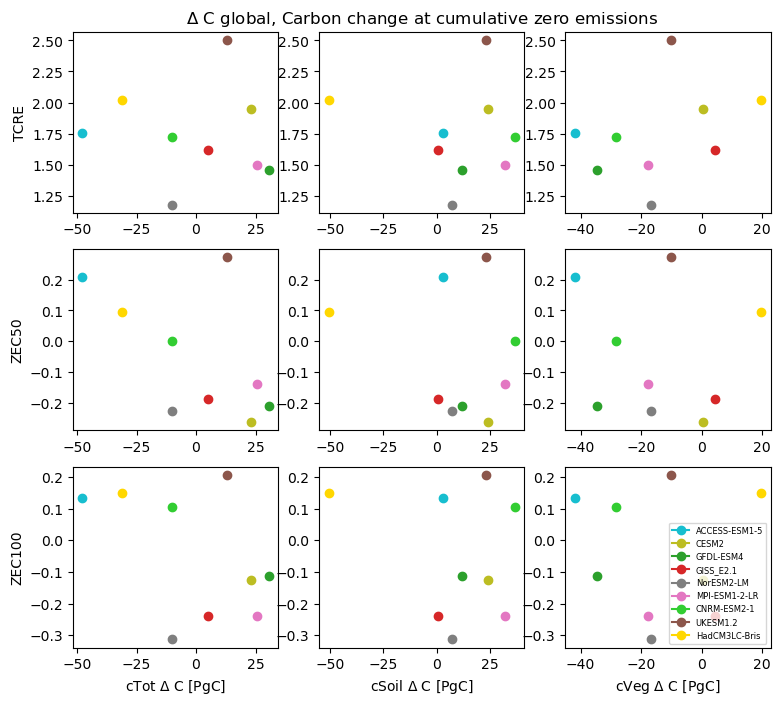 Δ C global, Carbon change at cumulative zero emissions
2.50
2.25
2.00
1.75
1.50
1.25
TCRE
−50 −25 0 25
2.50
2.25
2.00
1.75
1.50
1.25
−50 −25 0 25
2.50
2.25
2.00
1.75
1.50
1.25
−40 −20 0 20
0.2
0.1
0.0
−0.1
−0.2
ZEC50
−50 −25 0 25
0.2
0.1
0.0
−0.1
−0.2
−50 −25 0 25
0.2
0.1
0.0
−0.1
−0.2
−40 −20 0 20
0.2
0.1
0.0
−0.1
−0.2
−0.3
ZEC100
−50 −25 0 25
cTot Δ C [PgC]
0.2
0.1
0.0
−0.1
−0.2
−0.3
−50 −25 0 25
cSoil Δ C [PgC]
0.2
0.1
0.0
−0.1
−0.2
−0.3
ACCESS-ESM1-5
CESM2
GFDL-ESM4
GISS_E2.1
NorESM2-LM
MPI-ESM1-2-LR
CNRM-ESM2-1
UKESM1.2
HadCM3LC-Bris
−40 −20 0 20
cVeg Δ C [PgC]